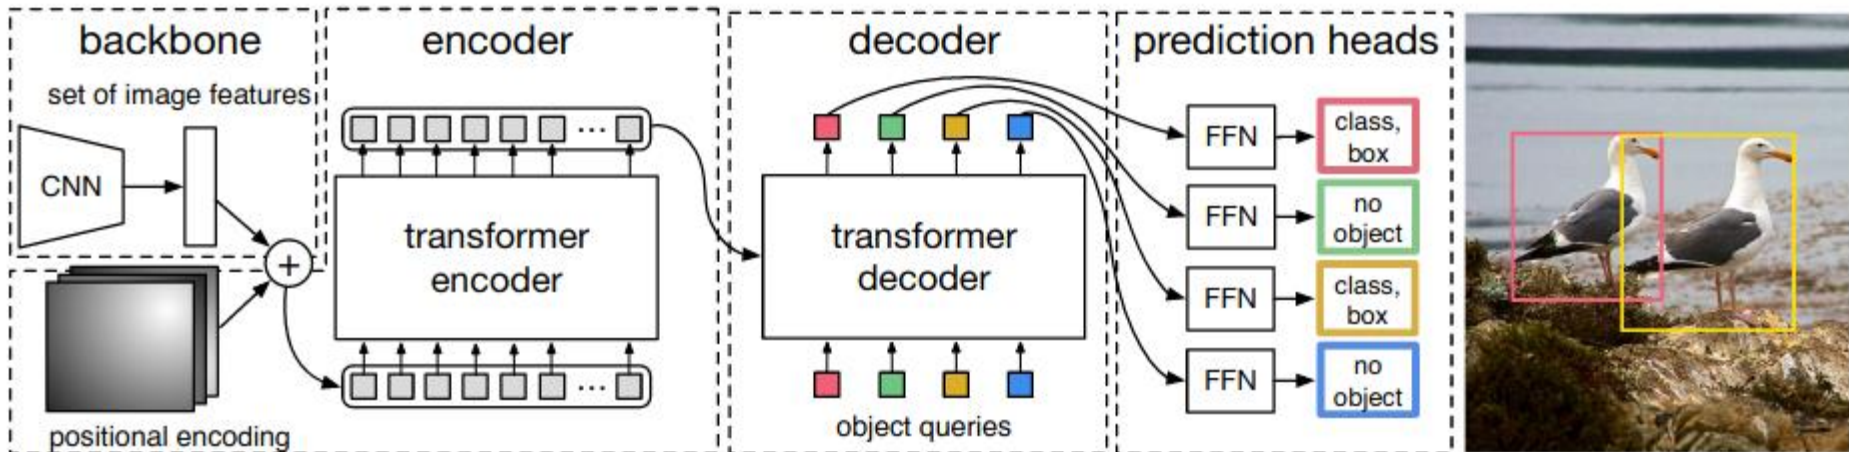 backbone
set of image features
CNN
+
positional encoding
encoder
...
transformer
encoder
...
decoder
transformer
decoder
object queries
prediction heads
FFN
class,
box
FFN
no
object
FFN
class,
box
FFN
no
object